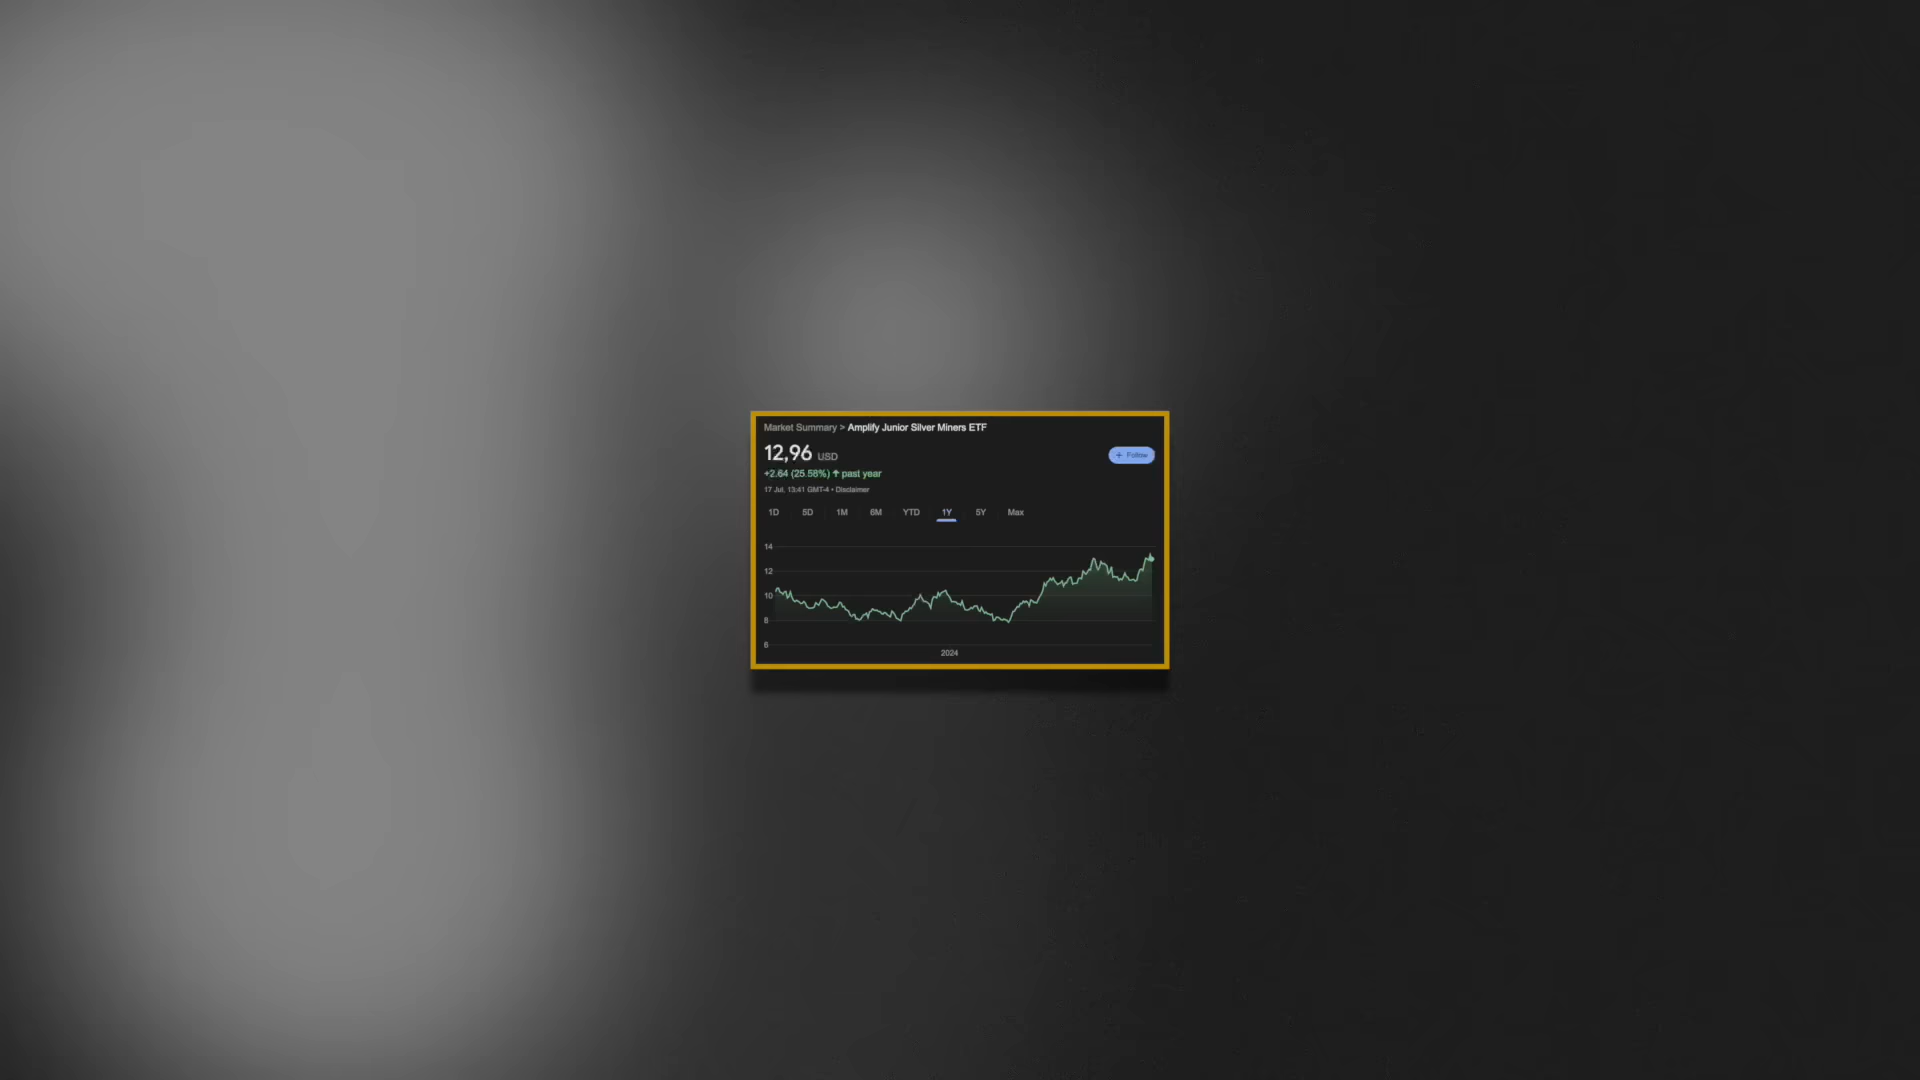 Market Summary > Amplify Junior Silver Miners ETF
12,96 USD
+ Follow
+2.64 (25.58%) ↑ past year
17 Jul, 13:41 GMT-4 • Disclaimer
1D 5D 1M 6M YTD 1Y 5Y Max
14
12
10
8
6
2024